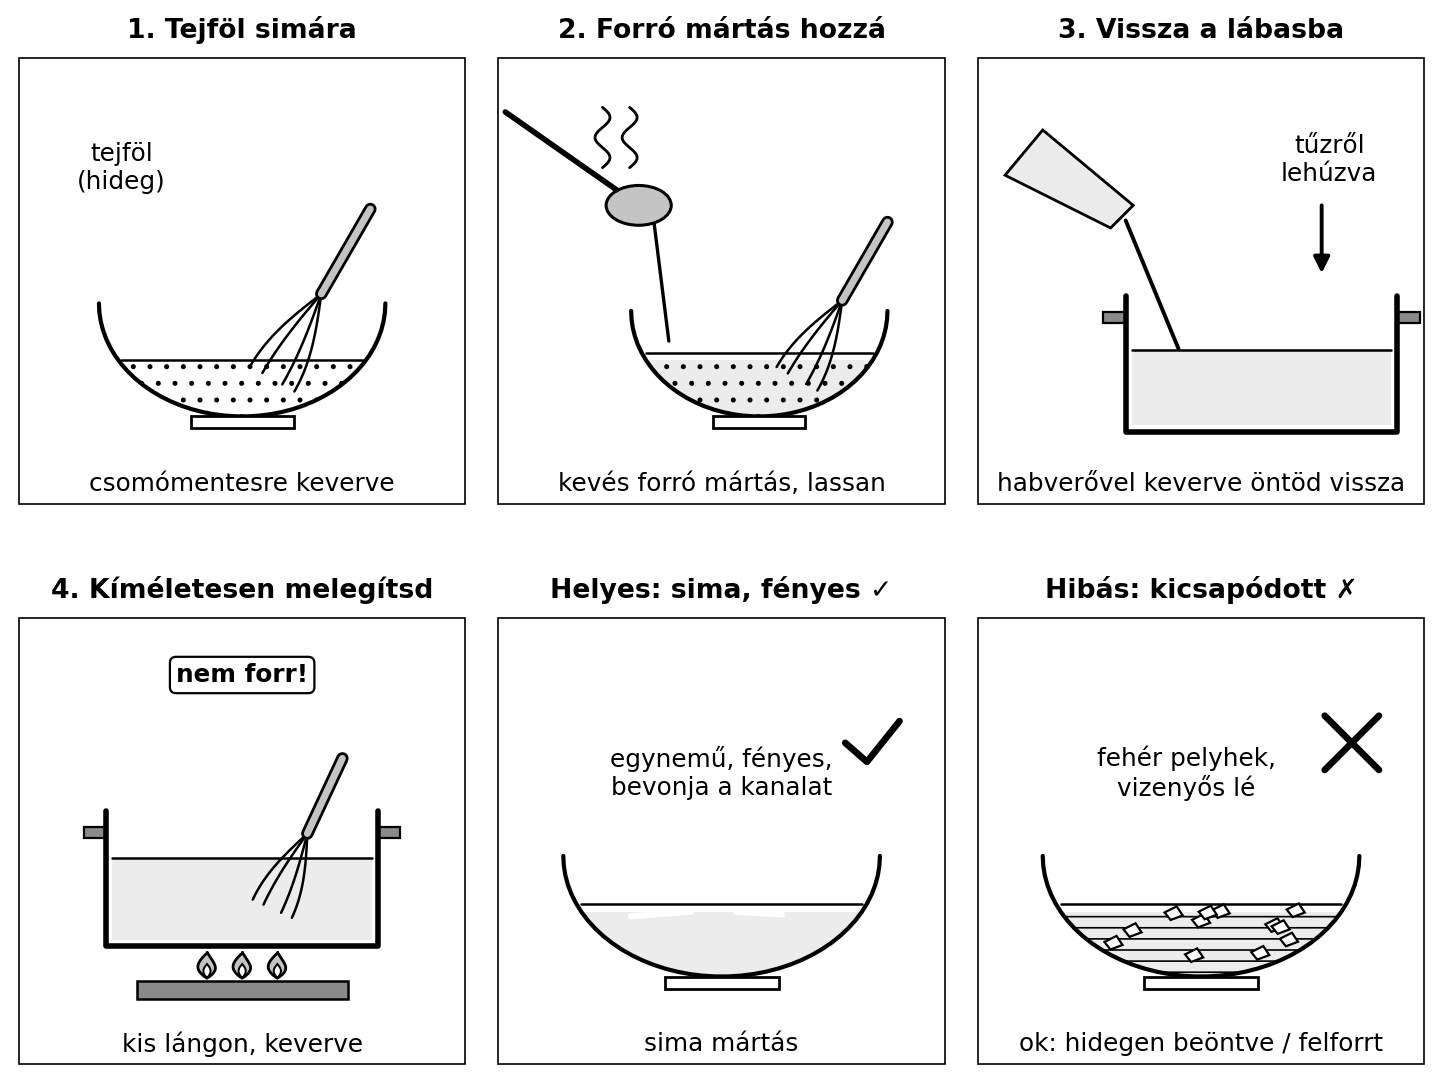 1. Tejföl simára
tejföl
(hideg)
csomómentesre keverve
2. Forró mártás hozzá
kevés forró mártás, lassan
3. Vissza a lábasba
tűzről
lehúzva
habverővel keverve öntöd vissza
4. Kíméletesen melegítsd
nem forr!
kis lángon, keverve
Helyes: sima, fényes ✓
egynemű, fényes,
bevonja a kanalat
sima mártás
Hibás: kicsapódott ✗
fehér pelyhek,
vizenyős lé
ok: hidegen beöntve / felforrt